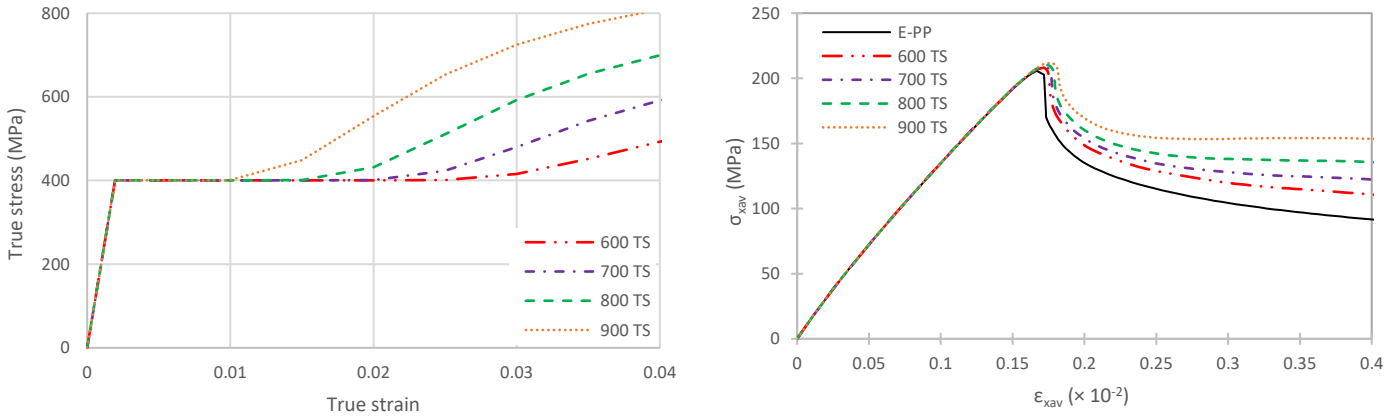 True stress (MPa)
800
600
400
200
0
0
0.01
0.02
0.03
0.04
True strain
600 TS
700 TS
800 TS
900 TS
σxav (MPa)
250
200
150
100
50
0
0
0.05
0.1
0.15
0.2
0.25
0.3
0.35
0.4
εxav (× 10-2)
E-PP
600 TS
700 TS
800 TS
900 TS